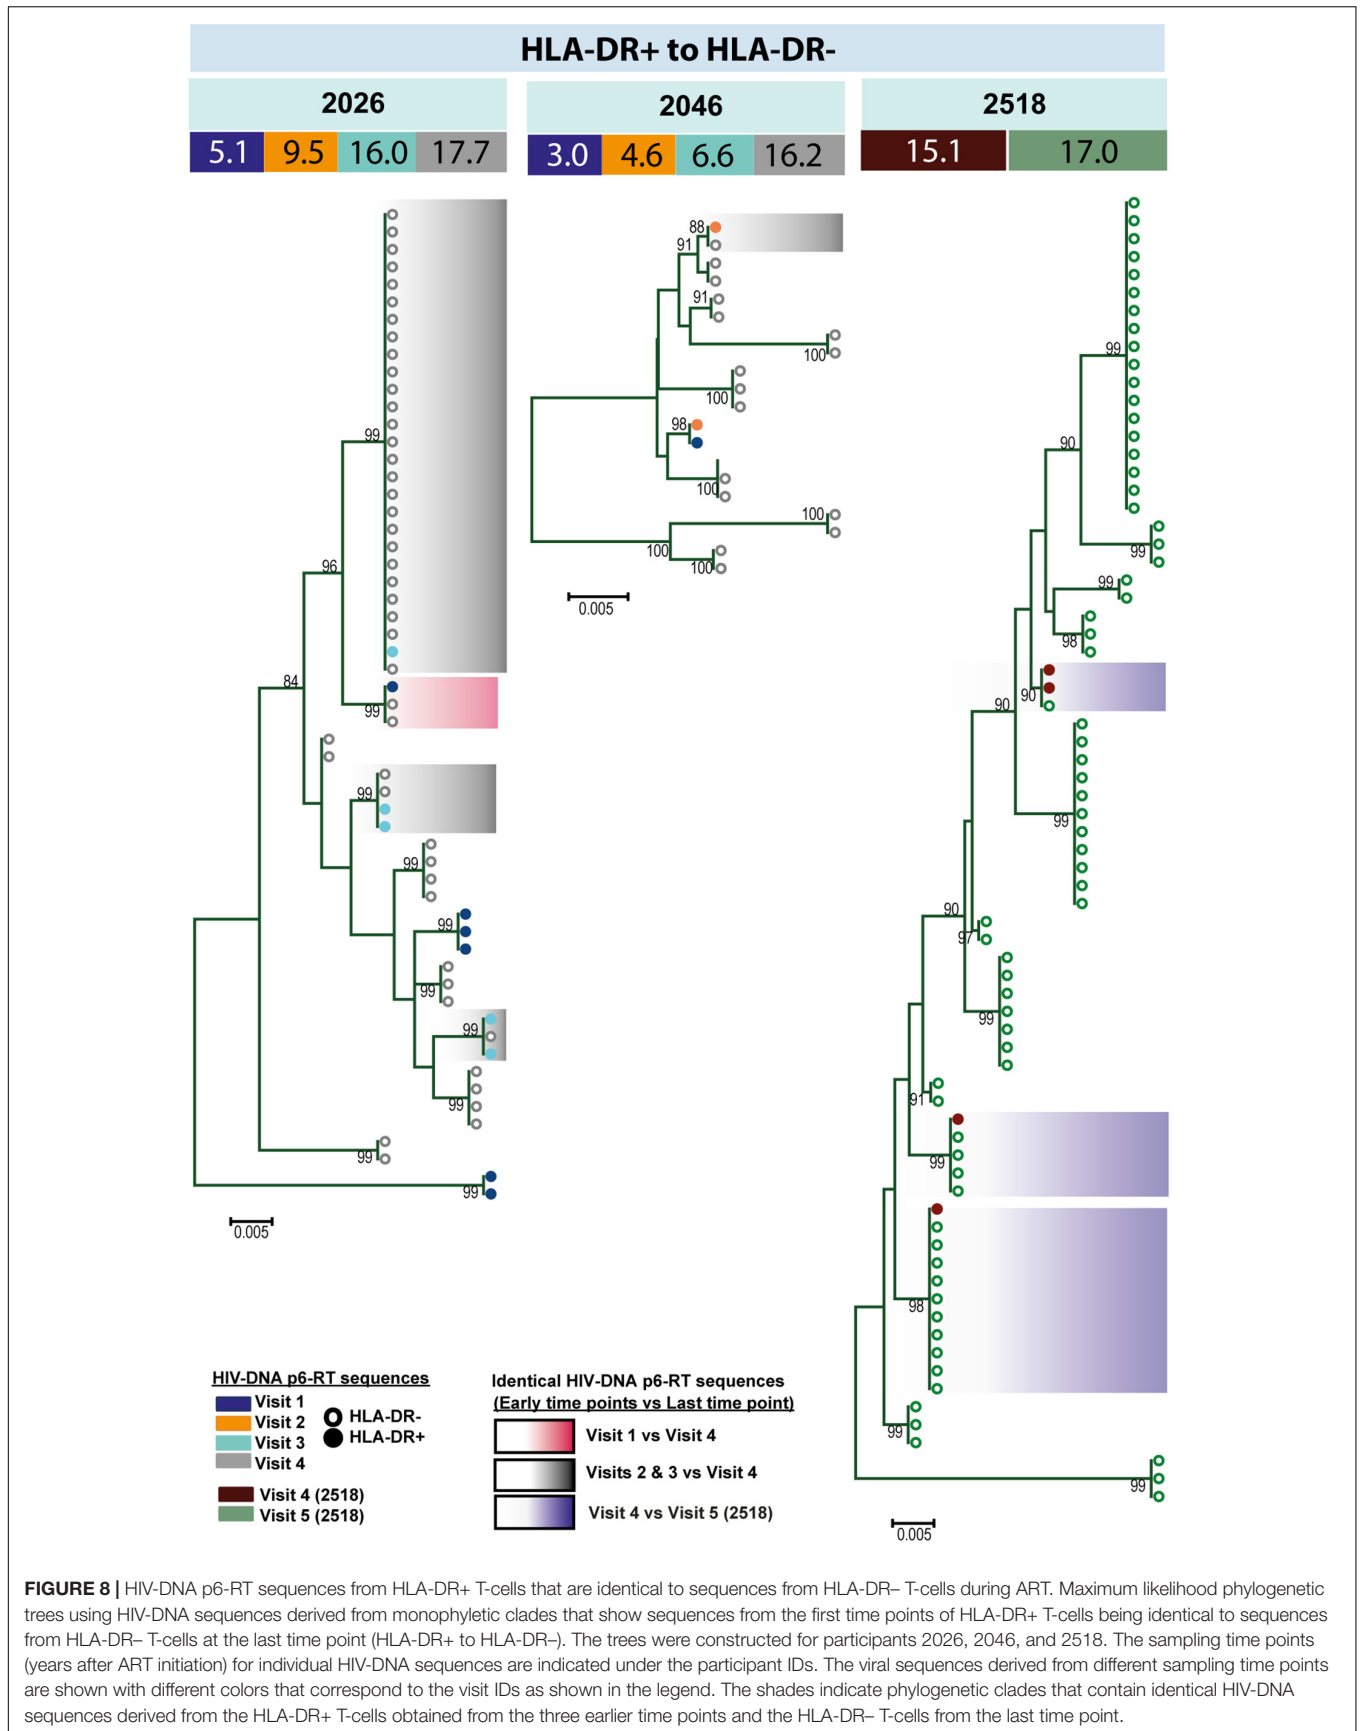 HLA-DR+ to HLA-DR-
2026
2046
2518
5.1 9.5 16.0 17.7
3.0 4.6 6.6 16.2
15.1 17.0
99
96
84
99
99
99
99
99
99
99
99
99
0.005
88
91
91
100
100
98
100
100
100
100
0.005
99
90
99
99
98
90
90
99
90
97
99
91
99
98
99
99
0.005
HIV-DNA p6-RT sequences
Visit 1
Visit 2
Visit 3
Visit 4
HLA-DR-
HLA-DR+
Visit 4 (2518)
Visit 5 (2518)
Identical HIV-DNA p6-RT sequences
(Early time points vs Last time point)
Visit 1 vs Visit 4
Visits 2 & 3 vs Visit 4
Visit 4 vs Visit 5 (2518)
FIGURE 8 | HIV-DNA p6-RT sequences from HLA-DR+ T-cells that are identical to sequences from HLA-DR– T-cells during ART. Maximum likelihood phylogenetic
trees using HIV-DNA sequences derived from monophyletic clades that show sequences from the first time points of HLA-DR+ T-cells being identical to sequences
from HLA-DR– T-cells at the last time point (HLA-DR+ to HLA-DR–). The trees were constructed for participants 2026, 2046, and 2518. The sampling time points
(years after ART initiation) for individual HIV-DNA sequences are indicated under the participant IDs. The viral sequences derived from different sampling time points
are shown with different colors that correspond to the visit IDs as shown in the legend. The shades indicate phylogenetic clades that contain identical HIV-DNA
sequences derived from the HLA-DR+ T-cells obtained from the three earlier time points and the HLA-DR– T-cells from the last time point.